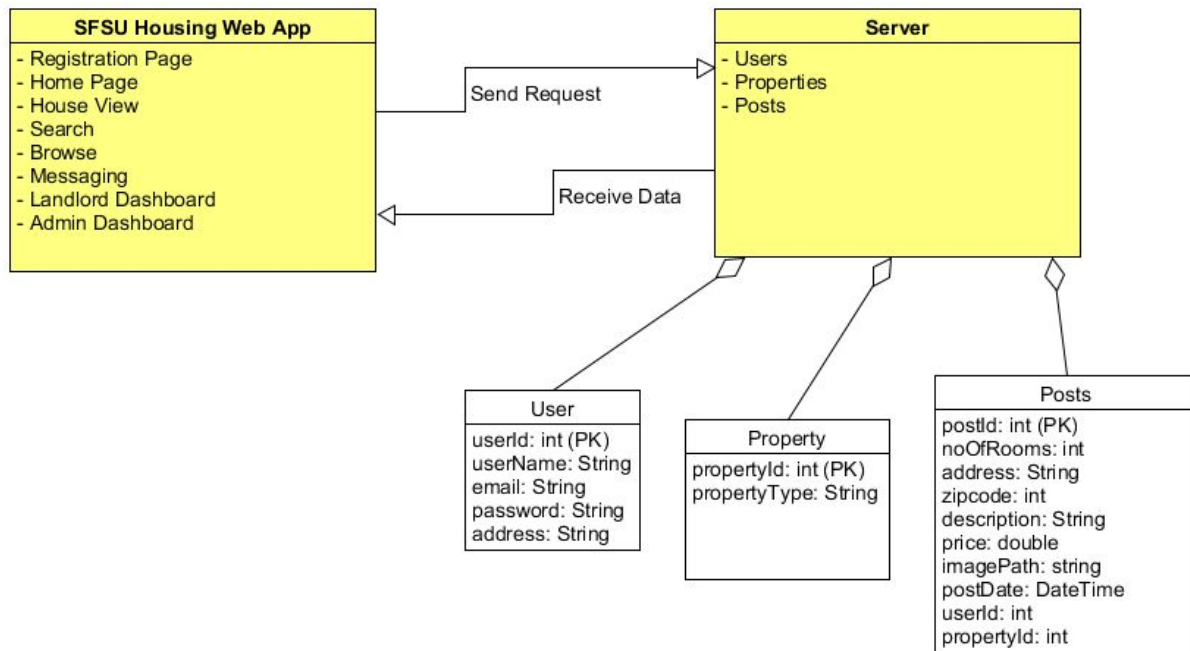 SFSU Housing Web App
- Registration Page
- Home Page
- House View
- Search
- Browse
- Messaging
- Landlord Dashboard
- Admin Dashboard
Send Request
Receive Data
Server
- Users
- Properties
- Posts
User
userId: int (PK)
userName: String
email: String
password: String
address: String
Property
propertyId: int (PK)
propertyType: String
Posts
postId: int (PK)
noOfRooms: int
address: String
zipcode: int
description: String
price: double
imagePath: string
postDate: DateTime
userId: int
propertyId: int